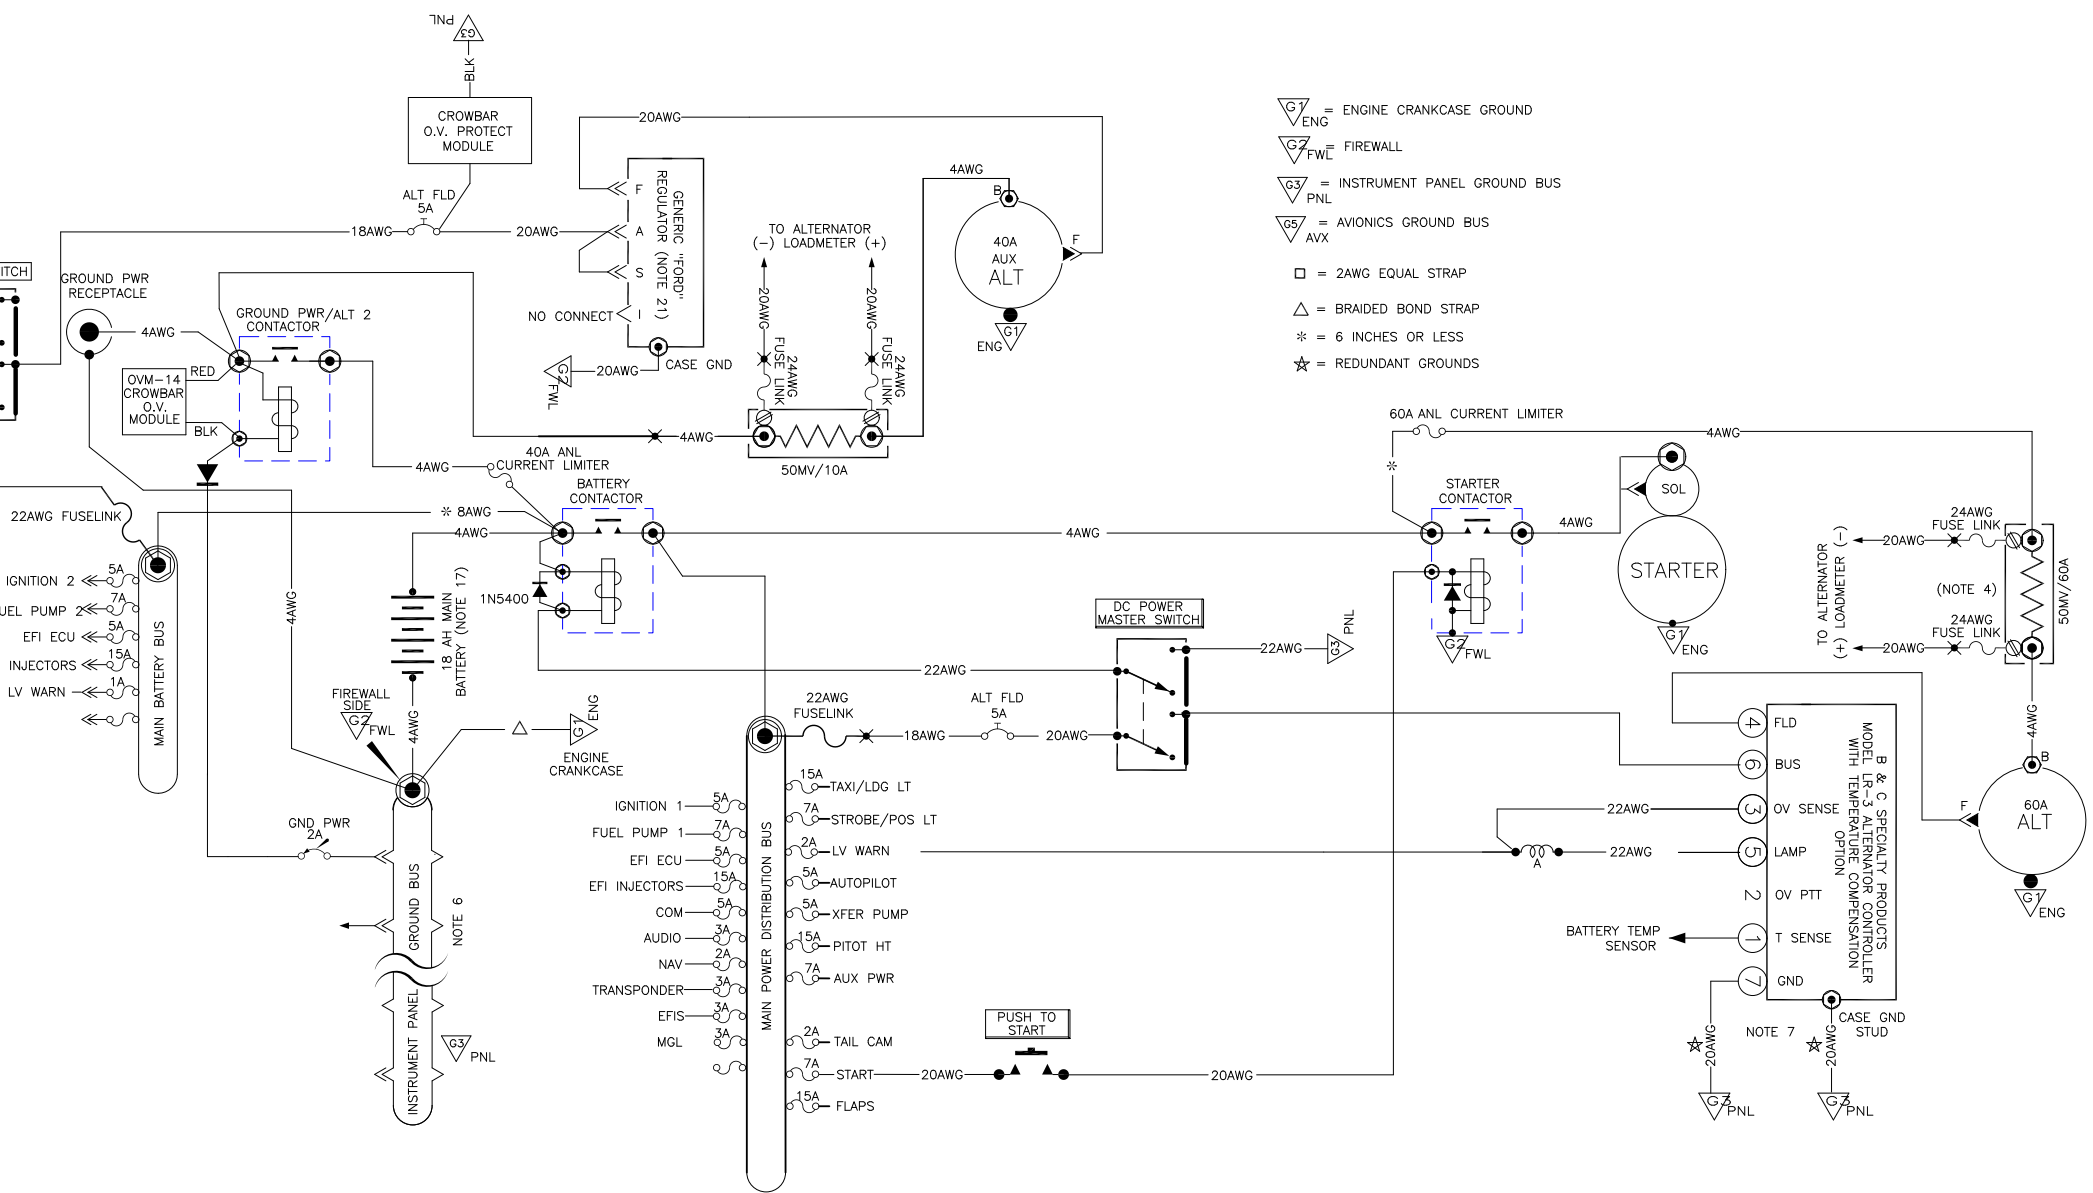 PNL
G3
BLK
CROWBAR
O.V. PROTECT
MODULE
ALT FLD
5A
18AWG
20AWG
20AWG
F
A
S
I
GENERIC "FORD"
REGULATOR (NOTE 21)
NO CONNECT
CASE GND
20AWG
G2
FWL
TO ALTERNATOR
(-) LOADMETER (+)
20AWG
20AWG
24AWG
FUSE LINK
24AWG
FUSE LINK
4AWG
50MV/10A
4AWG
B
40A
AUX
ALT
F
G1
ENG
G1
ENG
= ENGINE CRANKCASE GROUND
G2
FWL
= FIREWALL
G3
PNL
= INSTRUMENT PANEL GROUND BUS
G5
AVX
= AVIONICS GROUND BUS
= 2AWG EQUAL STRAP
= BRAIDED BOND STRAP
* = 6 INCHES OR LESS
= REDUNDANT GROUNDS
ITCH
GROUND PWR
RECEPTACLE
4AWG
GROUND PWR/ALT 2
CONTACTOR
OVM-14
CROWBAR
O.V.
MODULE
RED
BLK
4AWG
40A ANL
CURRENT LIMITER
22AWG FUSELINK
* 8AWG
4AWG
BATTERY
CONTACTOR
1N5400
4AWG
60A ANL CURRENT LIMITER
4AWG
*
STARTER
CONTACTOR
4AWG
SOL
STARTER
G1
ENG
G2
FWL
24AWG
FUSE LINK
20AWG
TO ALTERNATOR
(+) LOADMETER (-)
(NOTE 4)
24AWG
FUSE LINK
20AWG
50MV/60A
4AWG
B
F
60A
ALT
G1
ENG
IGNITION 2
5A
UEL PUMP 2
7A
EFI ECU
5A
INJECTORS
15A
LV WARN
1A
MAIN BATTERY BUS
4AWG
18 AH MAIN
BATTERY (NOTE 17)
4AWG
FIREWALL
SIDE
G2
FWL
G1
ENG
ENGINE
CRANKCASE
GND PWR
2A
GROUND BUS
INSTRUMENT PANEL
NOTE 6
G3
PNL
DC POWER
MASTER SWITCH
22AWG
22AWG
G3
PNL
22AWG
FUSELINK
18AWG
ALT FLD
5A
20AWG
MAIN POWER DISTRIBUTION BUS
IGNITION 1
5A
FUEL PUMP 1
7A
EFI ECU
5A
EFI INJECTORS
15A
COM
5A
AUDIO
3A
NAV
2A
TRANSPONDER
3A
EFIS
3A
MGL
3A
15A
TAXI/LDG LT
7A
STROBE/POS LT
2A
LV WARN
5A
AUTOPILOT
5A
XFER PUMP
15A
PITOT HT
7A
AUX PWR
2A
TAIL CAM
7A
START
15A
FLAPS
20AWG
PUSH TO
START
20AWG
22AWG
A
22AWG
4 FLD
6 BUS
3 OV SENSE
5 LAMP
2 OV PTT
1 T SENSE
7 GND
B & C SPECIALTY PRODUCTS
MODEL LR-3 ALTERNATOR CONTROLLER
WITH TEMPERATURE COMPENSATION
OPTION
BATTERY TEMP
SENSOR
CASE GND
STUD
NOTE 7
20AWG
20AWG
G3
PNL
G3
PNL